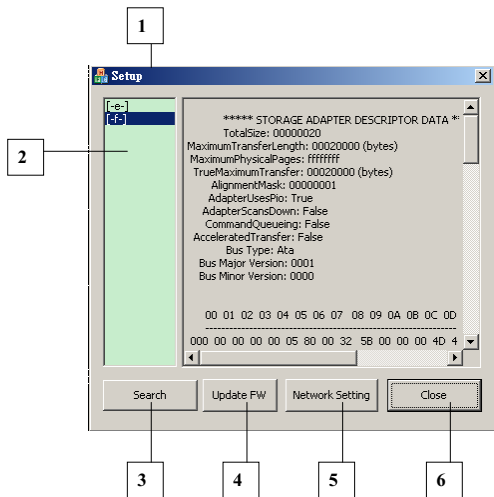 1
Setup
2
[-e-]
[-f-]
***** STORAGE ADAPTER DESCRIPTOR DATA **
TotalSize: 00000020
MaximumTransferLength: 00020000 (bytes)
MaximumPhysicalPages: ffffffff
TrueMaximumTransfer: 00020000 (bytes)
AlignmentMask: 00000001
AdapterUsesPio: True
AdapterScansDown: False
CommandQueueing: False
AcceleratedTransfer: False
Bus Type: Ata
Bus Major Version: 0001
Bus Minor Version: 0000
00 01 02 03 04 05 06 07 08 09 0A 0B 0C 0D
---------------------------------------------------------------
000 00 00 00 00 05 80 00 32 5B 00 00 00 4D 4
Search
Update FW
Network Setting
Close
3
4
5
6